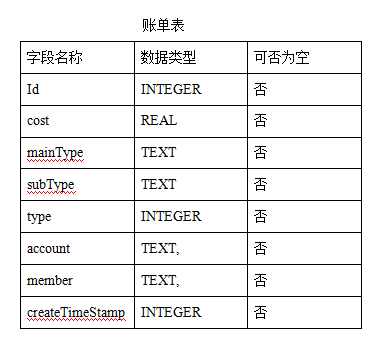 账单表
字段名称 数据类型 可否为空
Id INTEGER 否
cost REAL 否
mainType TEXT 否
subType TEXT 否
type INTEGER 否
account TEXT, 否
member TEXT, 否
createTimeStamp INTEGER 否